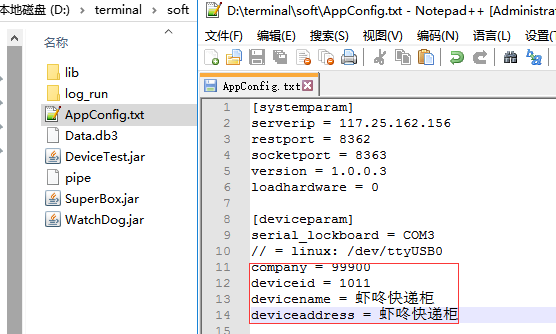 本地磁盘 (D:) › terminal › soft
名称
lib
log_run
AppConfig.txt
Data.db3
DeviceTest.jar
pipe
SuperBox.jar
WatchDog.jar
D:\terminal\soft\AppConfig.txt - Notepad++ [Administra
文件(F) 编辑(E) 搜索(S) 视图(V) 编码(N) 语言(L) 设置(T
AppConfig.txt
1 [systemparam]
2 serverip = 117.25.162.156
3 restport = 8362
4 socketport = 8363
5 version = 1.0.0.3
6 loadhardware = 0
7
8 [deviceparam]
9 serial_lockboard = COM3
10 // = linux: /dev/ttyUSB0
11 company = 99900
12 deviceid = 1011
13 devicename = 虾咚快递柜
14 deviceaddress = 虾咚快递柜